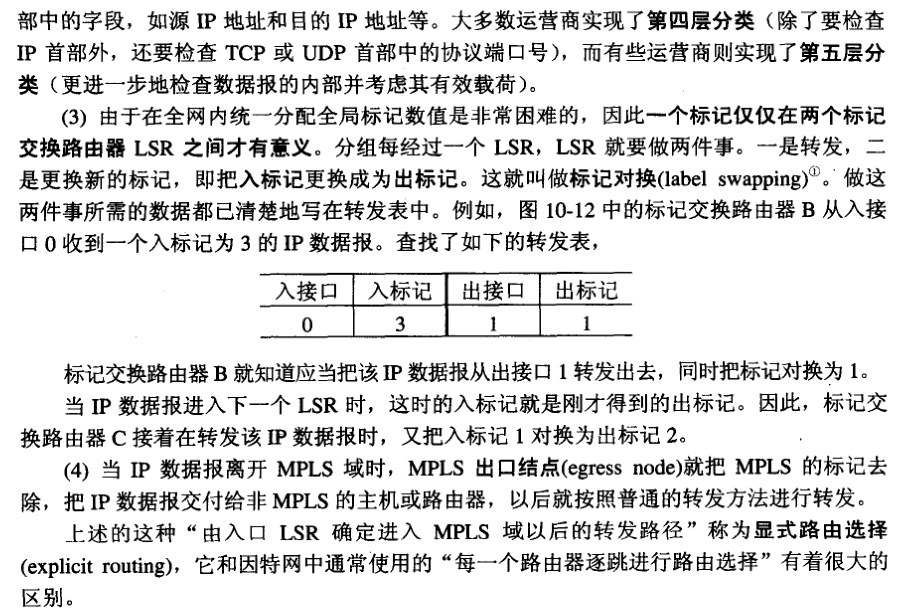 部中的字段，如源 IP 地址和目的 IP 地址等。大多数运营商实现了第四层分类（除了要检查
IP 首部外，还要检查 TCP 或 UDP 首部中的协议端口号），而有些运营商则实现了第五层分
类（更进一步地检查数据报的内部并考虑其有效载荷）。
(3) 由于在全网内统一分配全局标记数值是非常困难的，因此一个标记仅仅在两个标记
交换路由器 LSR 之间才有意义。分组每经过一个 LSR，LSR 就要做两件事。一是转发，二
是更换新的标记，即把入标记更换成为出标记。这就叫做标记对换(label swapping)①。做这
两件事所需的数据都已清楚地写在转发表中。例如，图 10-12 中的标记交换路由器 B 从入接
口 0 收到一个入标记为 3 的 IP 数据报。查找了如下的转发表，
入接口 入标记 出接口 出标记
0 3 1 1
标记交换路由器 B 就知道应当把该 IP 数据报从出接口 1 转发出去，同时把标记对换为 1。
当 IP 数据报进入下一个 LSR 时，这时的入标记就是刚才得到的出标记。因此，标记交
换路由器 C 接着在转发该 IP 数据报时，又把入标记 1 对换为出标记 2。
(4) 当 IP 数据报离开 MPLS 域时，MPLS 出口结点(egress node)就把 MPLS 的标记去
除，把 IP 数据报交付给非 MPLS 的主机或路由器，以后就按照普通的转发方法进行转发。
上述的这种“由入口 LSR 确定进入 MPLS 域以后的转发路径”称为显式路由选择
(explicit routing)，它和因特网中通常使用的“每一个路由器逐跳进行路由选择”有着很大的
区别。